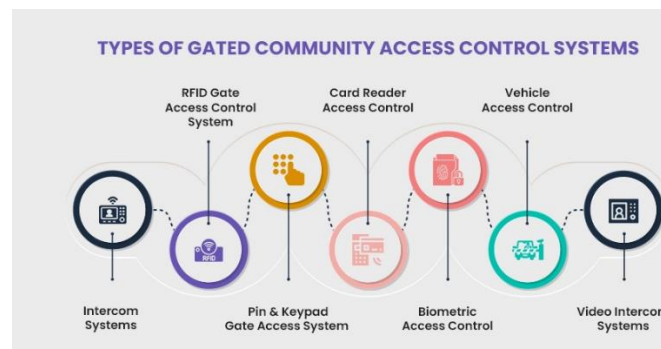 TYPES OF GATED COMMUNITY ACCESS CONTROL SYSTEMS
RFID Gate
Access Control
System
Card Reader
Access Control
Vehicle
Access Control
RFID
Intercom
Systems
Pin & Keypad
Gate Access System
Biometric
Access Control
Video Intercom
Systems